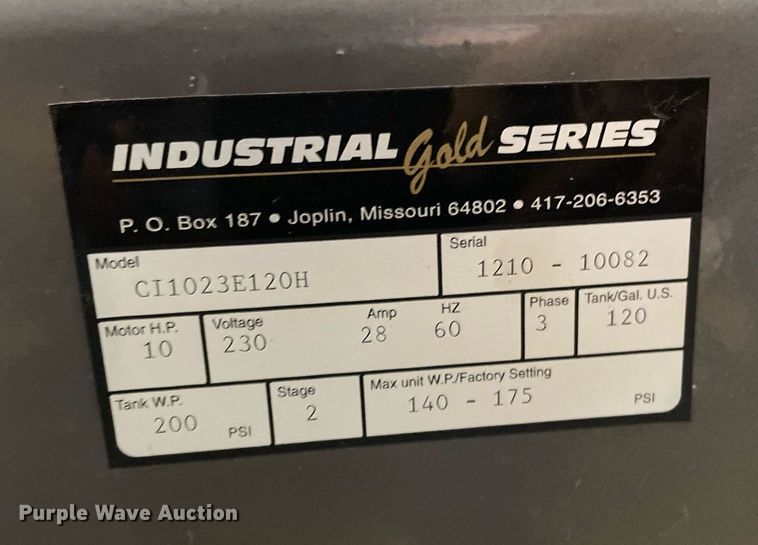 INDUSTRIAL Gold SERIES
P. O. Box 187 • Joplin, Missouri 64802 • 417-206-6353
Model CI1023E120H
Serial 1210 - 10082
Motor H.P. 10
Voltage 230
Amp 28
HZ 60
Phase 3
Tank/Gal. U.S. 120
Tank W.P. 200 PSI
Stage 2
Max unit W.P./Factory Setting 140 - 175 PSI
Purple Wave Auction